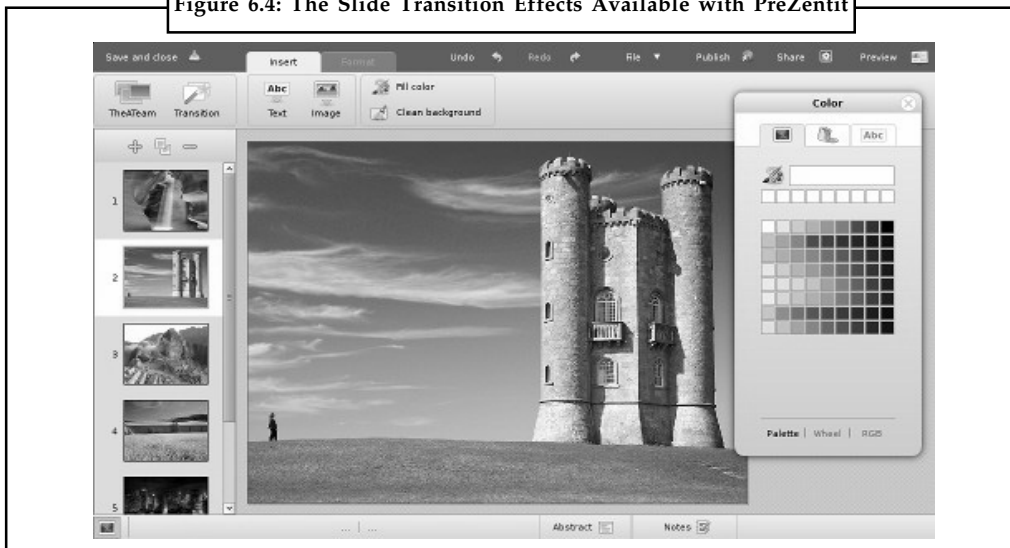 Figure 6.4: The Slide Transition Effects Available with PreZentit
Save and close Insert Format Undo Redo File Publish Share Preview
TheATeam Transition Abc Text Image Fill color Clean background
Color
Abc
1
2
3
4
5
Palette | Wheel | RGB
... | ... Abstract Notes